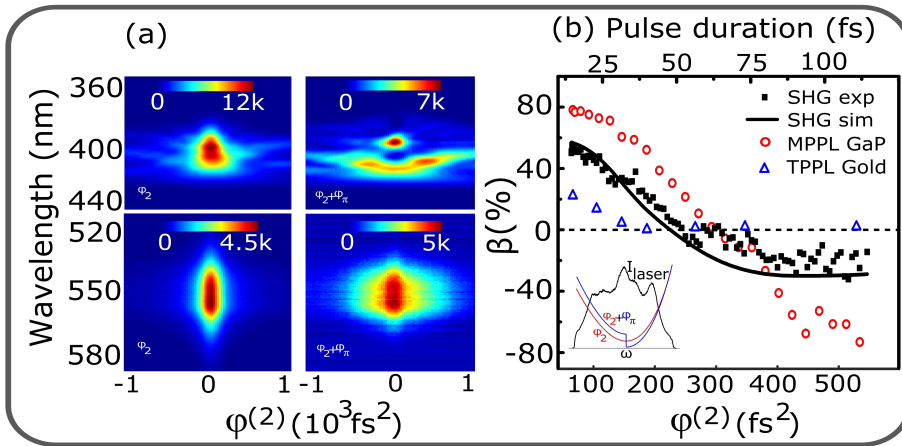 (a)
(b)
Pulse duration (fs)
25 50 75 100
360
400
440
520
550
580
Wavelength (nm)
0 12k
φ₂
0 7k
φ₂+φπ
0 4.5k
φ₂
0 5k
φ₂+φπ
-1 0 1 0 1
φ⁽²⁾(10³fs²)
β(%)
80
40
0
-40
-80
SHG exp
SHG sim
MPPL GaP
TPPL Gold
Ilaser
φ₂+φπ
φ₂
ω
100 200 300 400 500
φ⁽²⁾(fs²)